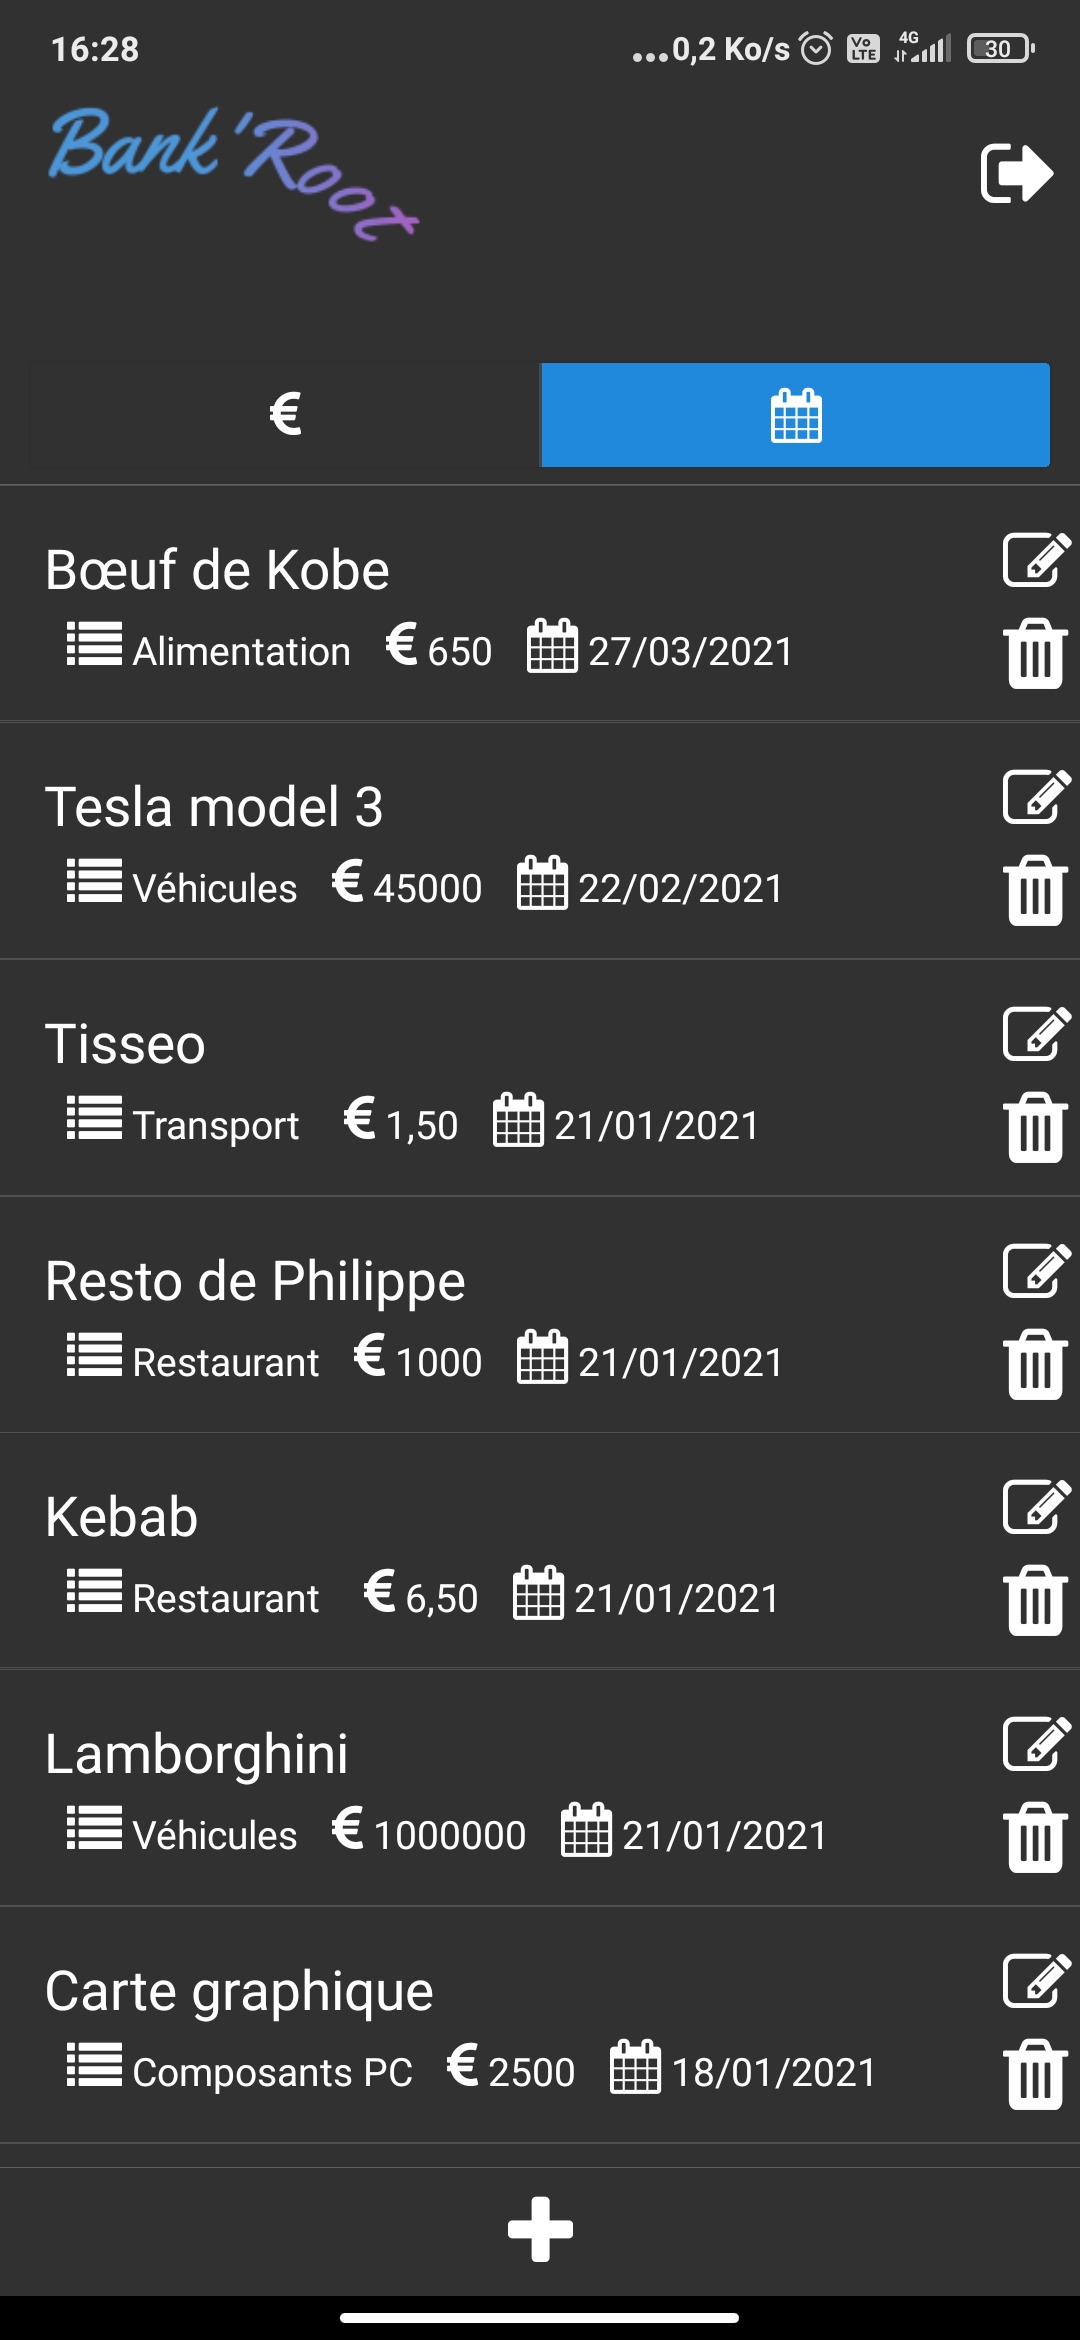 16:28
...0,2 Ko/s Vo LTE 4G 30
Bank'Root
€
Bœuf de Kobe
Alimentation € 650 27/03/2021
Tesla model 3
Véhicules € 45000 22/02/2021
Tisseo
Transport € 1,50 21/01/2021
Resto de Philippe
Restaurant € 1000 21/01/2021
Kebab
Restaurant € 6,50 21/01/2021
Lamborghini
Véhicules € 1000000 21/01/2021
Carte graphique
Composants PC € 2500 18/01/2021